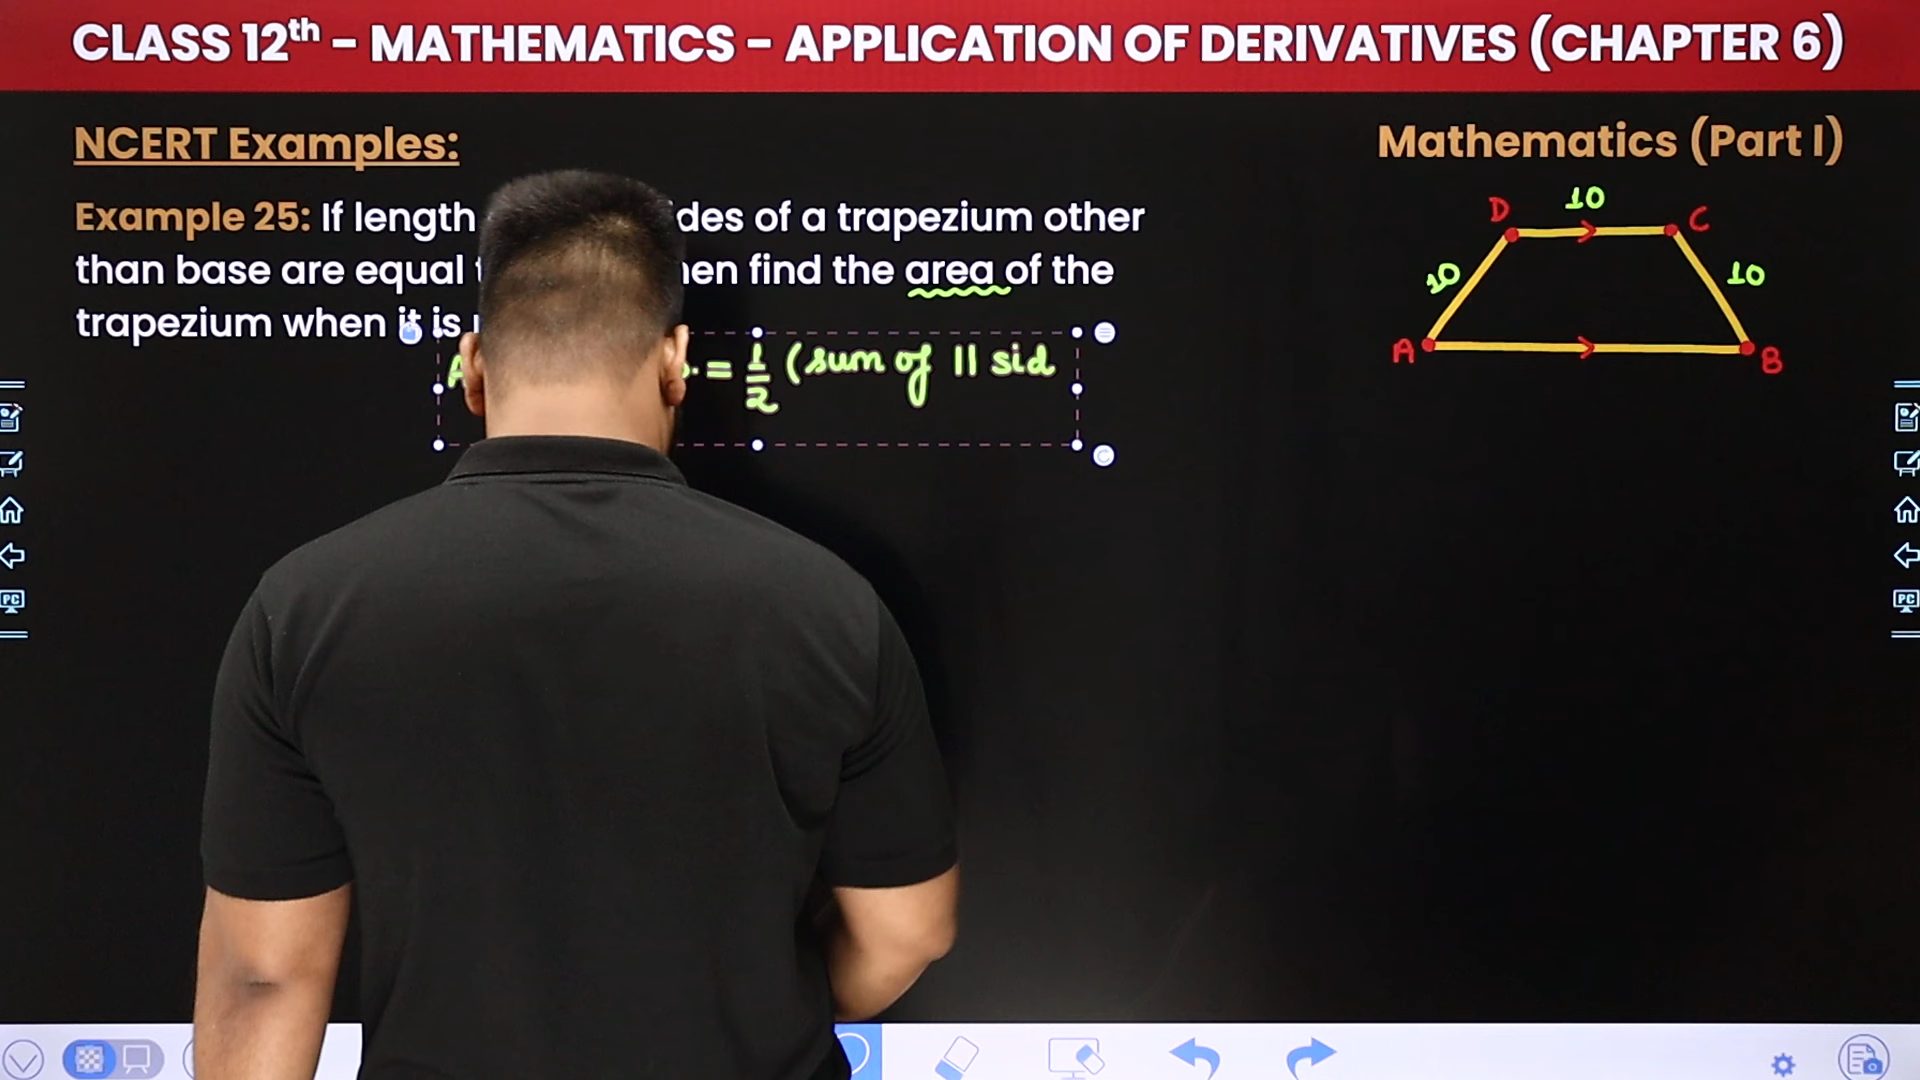 CLASS 12th - MATHEMATICS - APPLICATION OF DERIVATIVES (CHAPTER 6)
NCERT Examples:
Mathematics (Part I)
Example 25: If length des of a trapezium other
than base are equal en find the area of the
trapezium when it is
A = 1/2 (sum of || sid
D 10 C
10 10
A B
PC PC